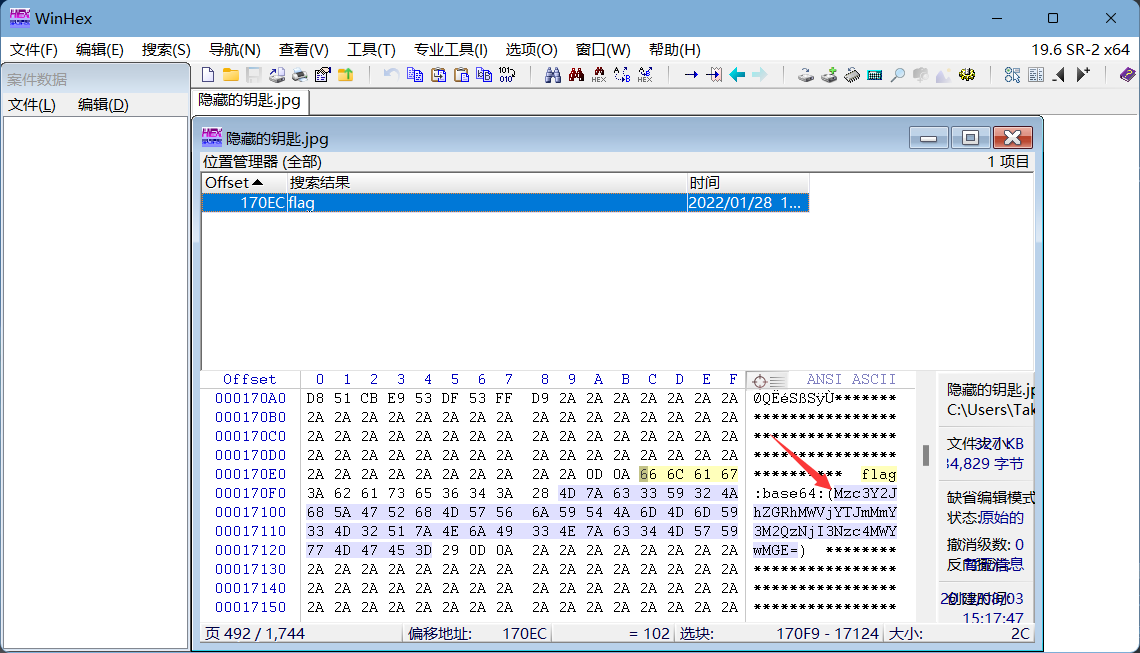 WinHex
文件(F) 编辑(E) 搜索(S) 导航(N) 查看(V) 工具(T) 专业工具(I) 选项(O) 窗口(W) 帮助(H) 19.6 SR-2 x64
案件数据
文件(L) 编辑(D)
隐藏的钥匙.jpg
隐藏的钥匙.jpg
位置管理器 (全部) 1 项目
Offset 搜索结果 时间
170EC flag 2022/01/28 1...
Offset 0 1 2 3 4 5 6 7 8 9 A B C D E F ANSI ASCII
000170A0 D8 51 CB E9 53 DF 53 FF D9 2A 2A 2A 2A 2A 2A 2A ØQËéSßSÿÙ*******
000170B0 2A 2A 2A 2A 2A 2A 2A 2A 2A 2A 2A 2A 2A 2A 2A 2A ****************
000170C0 2A 2A 2A 2A 2A 2A 2A 2A 2A 2A 2A 2A 2A 2A 2A 2A ****************
000170D0 2A 2A 2A 2A 2A 2A 2A 2A 2A 2A 2A 2A 2A 2A 2A 2A ****************
000170E0 2A 2A 2A 2A 2A 2A 2A 2A 2A 2A 0D 0A 66 6C 61 67 ********** flag
000170F0 3A 62 61 73 65 36 34 3A 28 4D 7A 63 33 59 32 4A :base64:(Mzc3Y2J
00017100 68 5A 47 52 68 4D 57 56 6A 59 54 4A 6D 4D 6D 59 hZGRhMWVjYTJmMmY
00017110 33 4D 32 51 7A 4E 6A 49 33 4E 7A 63 34 4D 57 59 3M2QzNjI3Nzc4MWY
00017120 77 4D 47 45 3D 29 0D 0A 2A 2A 2A 2A 2A 2A 2A 2A wMGE=) ********
00017130 2A 2A 2A 2A 2A 2A 2A 2A 2A 2A 2A 2A 2A 2A 2A 2A ****************
00017140 2A 2A 2A 2A 2A 2A 2A 2A 2A 2A 2A 2A 2A 2A 2A 2A ****************
00017150 2A 2A 2A 2A 2A 2A 2A 2A 2A 2A 2A 2A 2A 2A 2A 2A ****************
隐藏的钥匙.jp
C:\Users\Tak
KB
34,829 字节
缺省编辑模式
状态:原始的
撤消级数: 0
15:17:47
页 492 / 1,744 偏移地址: 170EC = 102 选块: 170F9 - 17124 大小: 2C